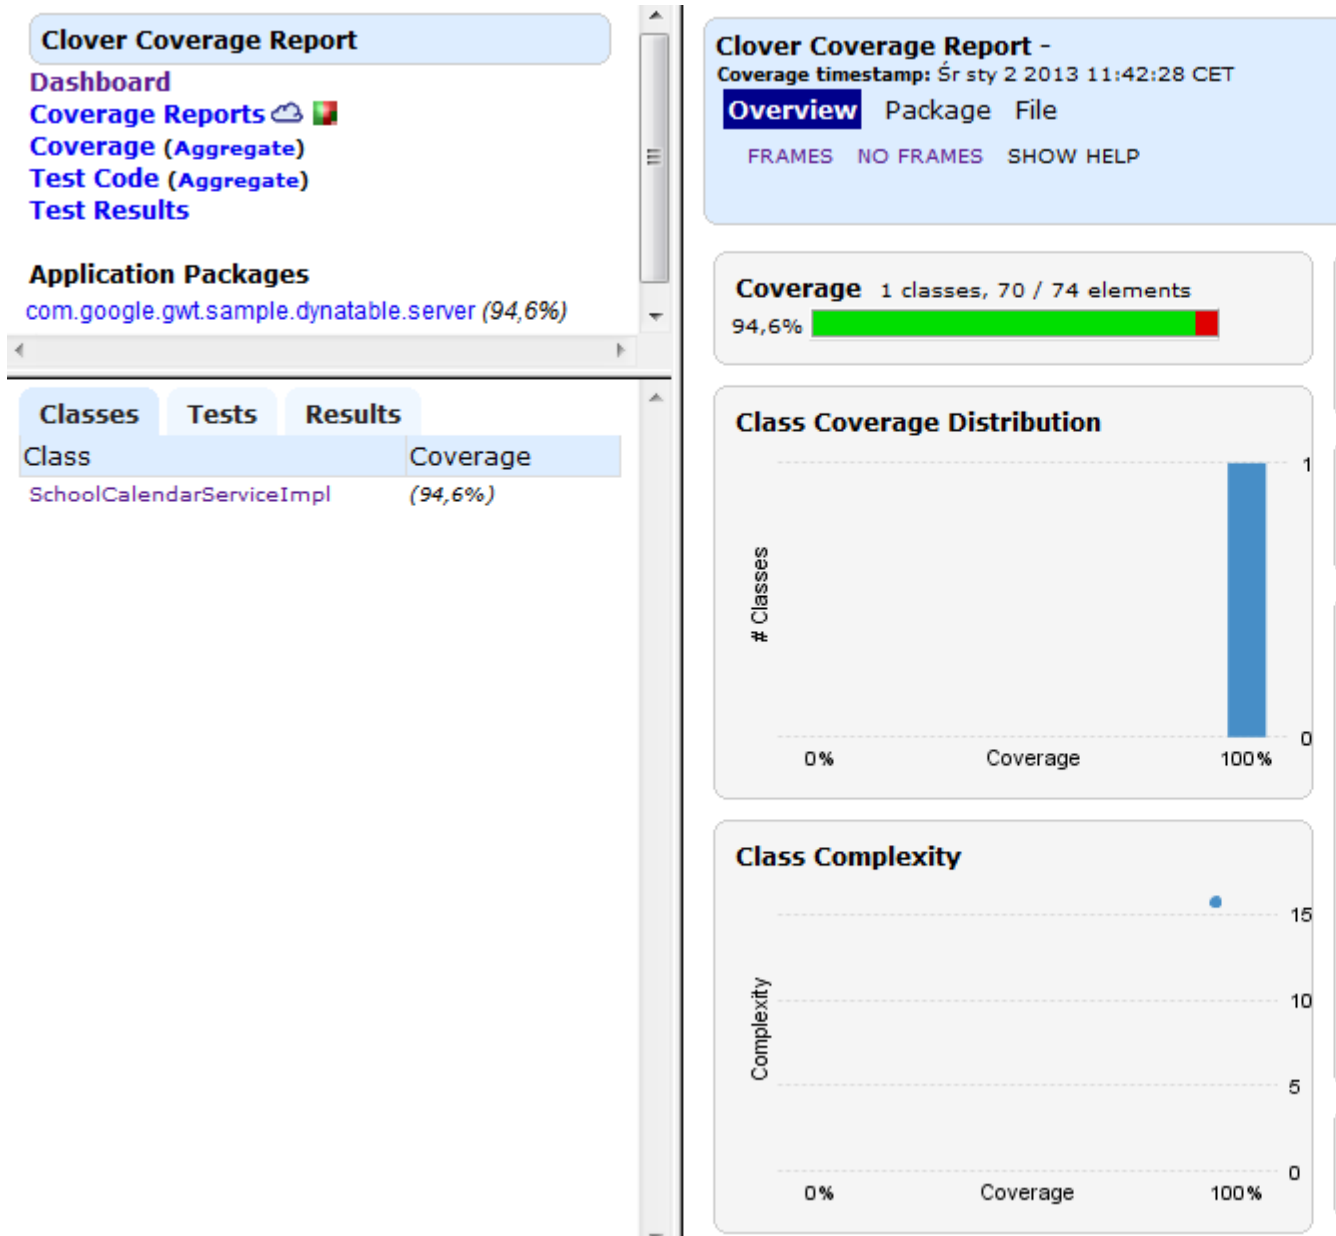 Clover Coverage Report
Dashboard
Coverage Reports
Coverage (Aggregate)
Test Code (Aggregate)
Test Results
Application Packages
com.google.gwt.sample.dynatable.server (94,6%)
Classes Tests Results
Class Coverage
SchoolCalendarServiceImpl (94,6%)
Clover Coverage Report -
Coverage timestamp: Śr sty 2 2013 11:42:28 CET
Overview Package File
FRAMES NO FRAMES SHOW HELP
Coverage 1 classes, 70 / 74 elements
94,6%
Class Coverage Distribution
1
# Classes
0
0% Coverage 100%
Class Complexity
15
10
Complexity
5
0
0% Coverage 100%